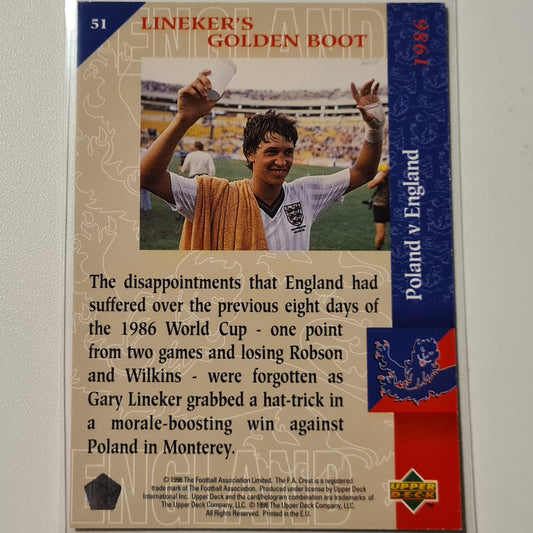 51
LINEKER'S
GOLDEN BOOT
1986
Poland v England
The disappointments that England had
suffered over the previous eight days of
the 1986 World Cup - one point
from two games and losing Robson
and Wilkins - were forgotten as
Gary Lineker grabbed a hat-trick in
a morale-boosting win against
Poland in Monterey.
© 1998 The Football Association Limited. The F.A. Crest is a registered
trade mark of The Football Association. Produced under license by Upper Deck
International Inc. Upper Deck and the card/hologram combination are trademarks of
The Upper Deck Company, LLC. © 1998 The Upper Deck Company, LLC.
All Rights Reserved. Printed in the E.U.
UPPER
DECK
TM
ENGLAND
ENGLAND